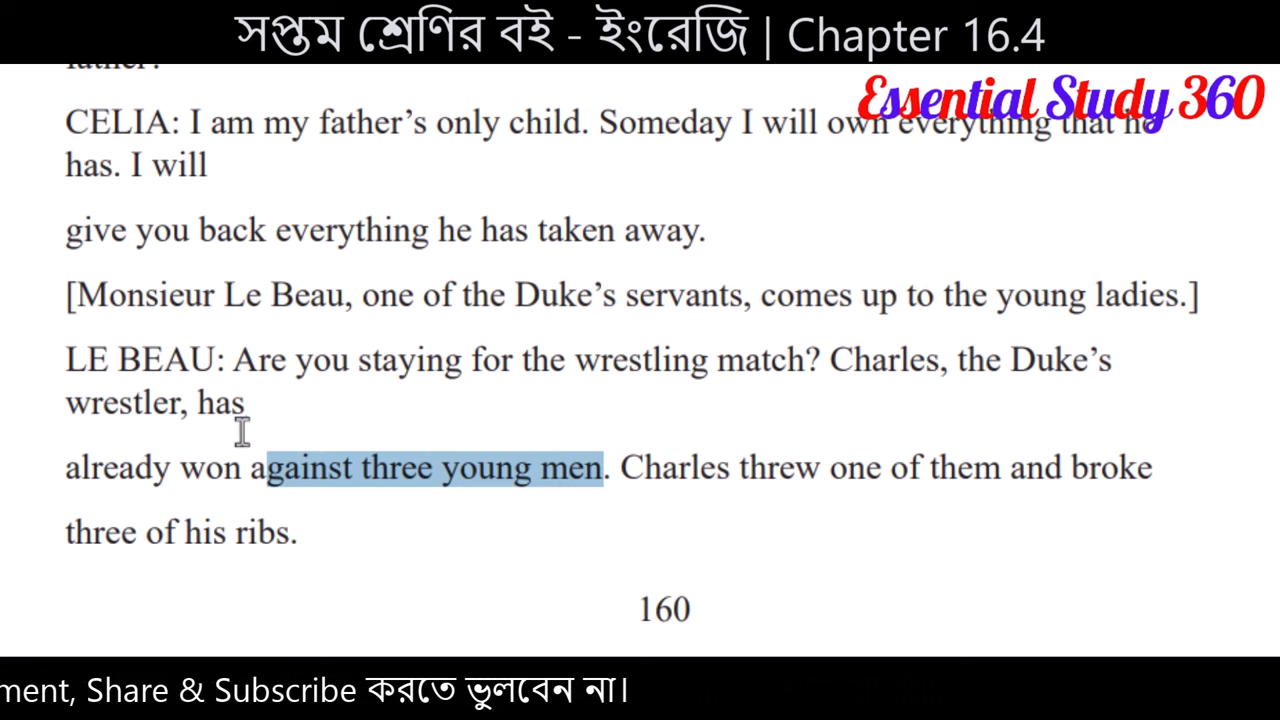 সপ্তম শ্রেণির বই - ইংরেজি | Chapter 16.4
father?
Essential Study 360
CELIA: I am my father’s only child. Someday I will own everything that he
has. I will
give you back everything he has taken away.
[Monsieur Le Beau, one of the Duke’s servants, comes up to the young ladies.]
LE BEAU: Are you staying for the wrestling match? Charles, the Duke’s
wrestler, has
already won against three young men. Charles threw one of them and broke
three of his ribs.
160
ment, Share & Subscribe করতে ভুলবেন না।